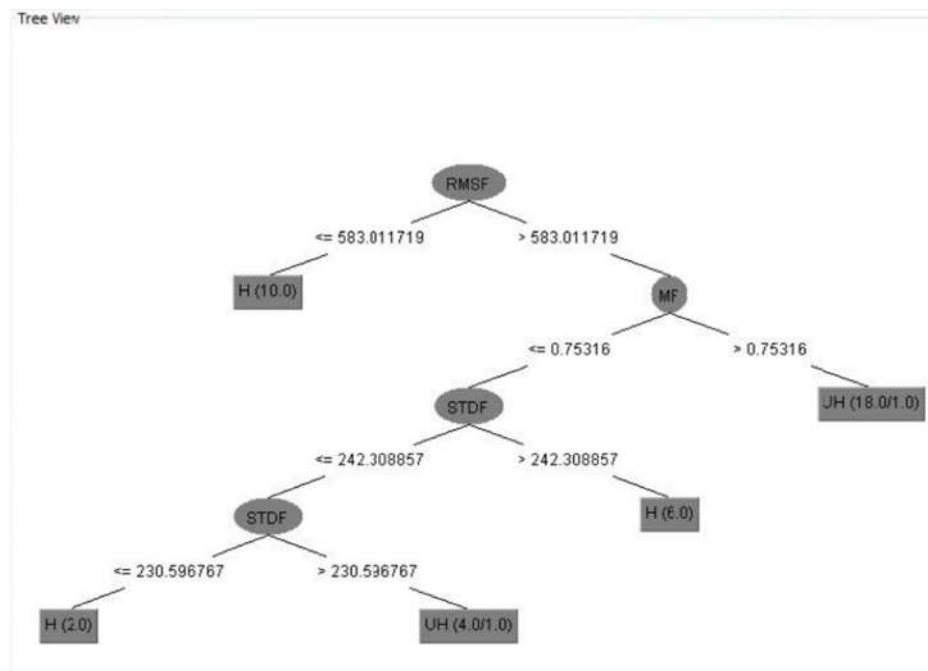 Tree View
RMSF
<= 583.011719 > 583.011719
H (10.0)
MF
<= 0.75316 > 0.75316
STDF
UH (18.0/1.0)
<= 242.308857 > 242.308857
STDF
H (6.0)
<= 230.596767 > 230.596767
H (2.0)
UH (4.0/1.0)